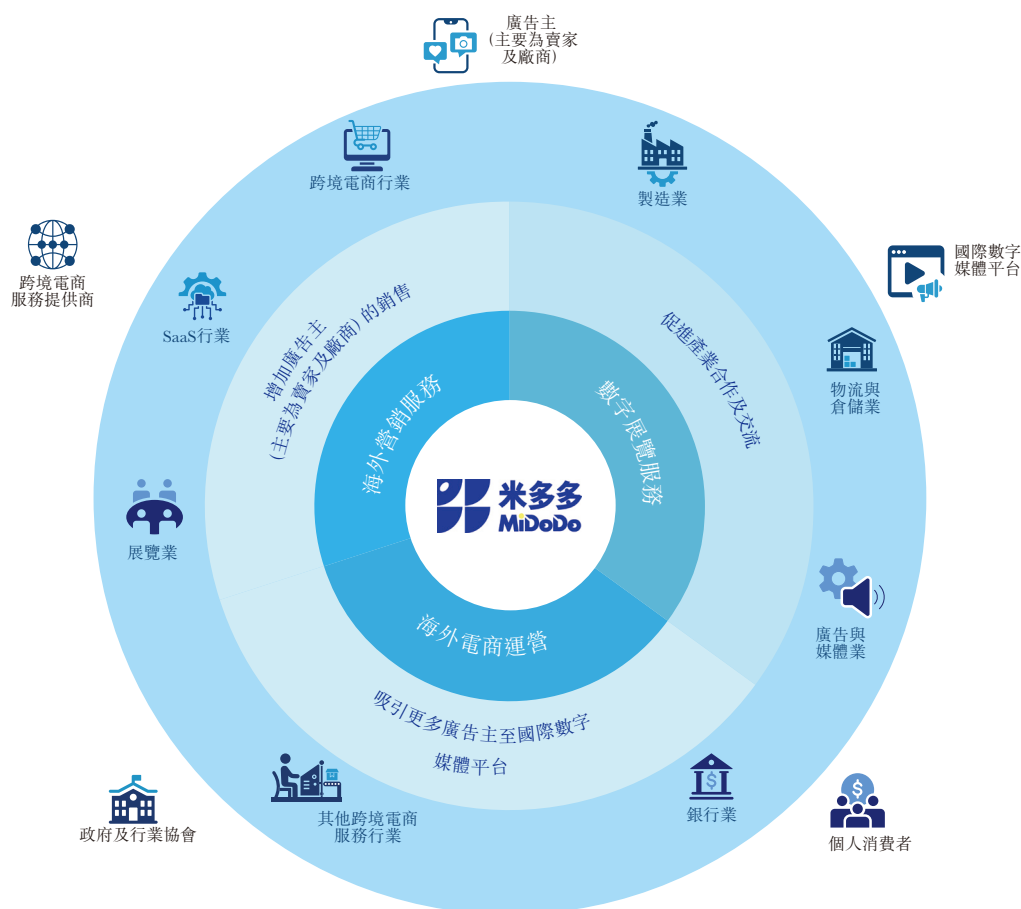 廣告主
(主要為賣家
及廠商)
跨境電商行業
製造業
跨境電商
服務提供商
國際數字
媒體平台
SaaS行業
增加廣告主
(主要為賣家及廠商) 的銷售
促進產業合作及交流
物流與
倉儲業
海外營銷服務
數字展覽服務
米多多
MiDoDo
展覽業
海外電商運營
廣告與
媒體業
吸引更多廣告主至國際數字
媒體平台
其他跨境電商
服務行業
銀行業
政府及行業協會
個人消費者
$
$